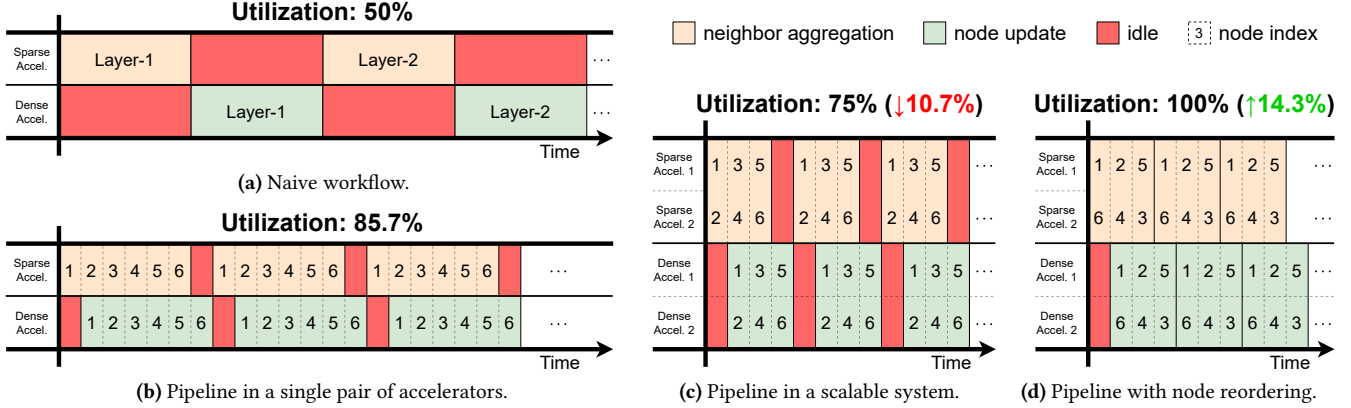 Utilization: 50%
Sparse
Accel.
Layer-1
Layer-2
...
Dense
Accel.
Layer-1
Layer-2
...
Time
(a) Naive workflow.
Utilization: 85.7%
Sparse
Accel.
1 2 3 4 5 6 1 2 3 4 5 6 1 2 3 4 5 6 ...
Dense
Accel.
1 2 3 4 5 6 1 2 3 4 5 6 1 2 3 4 5 6 ...
Time
(b) Pipeline in a single pair of accelerators.
neighbor aggregation
node update
idle
3 node index
Utilization: 75% (↓10.7%)
Sparse
Accel. 1
1 3 5 1 3 5 1 3 5 ...
Sparse
Accel. 2
2 4 6 2 4 6 2 4 6 ...
Dense
Accel. 1
1 3 5 1 3 5 1 3 5 ...
Dense
Accel. 2
2 4 6 2 4 6 2 4 6 ...
Time
(c) Pipeline in a scalable system.
Utilization: 100% (↑14.3%)
Sparse
Accel. 1
1 2 5 1 2 5 1 2 5 ...
Sparse
Accel. 2
6 4 3 6 4 3 6 4 3 ...
Dense
Accel. 1
1 2 5 1 2 5 1 2 5 ...
Dense
Accel. 2
6 4 3 6 4 3 6 4 3 ...
Time
(d) Pipeline with node reordering.